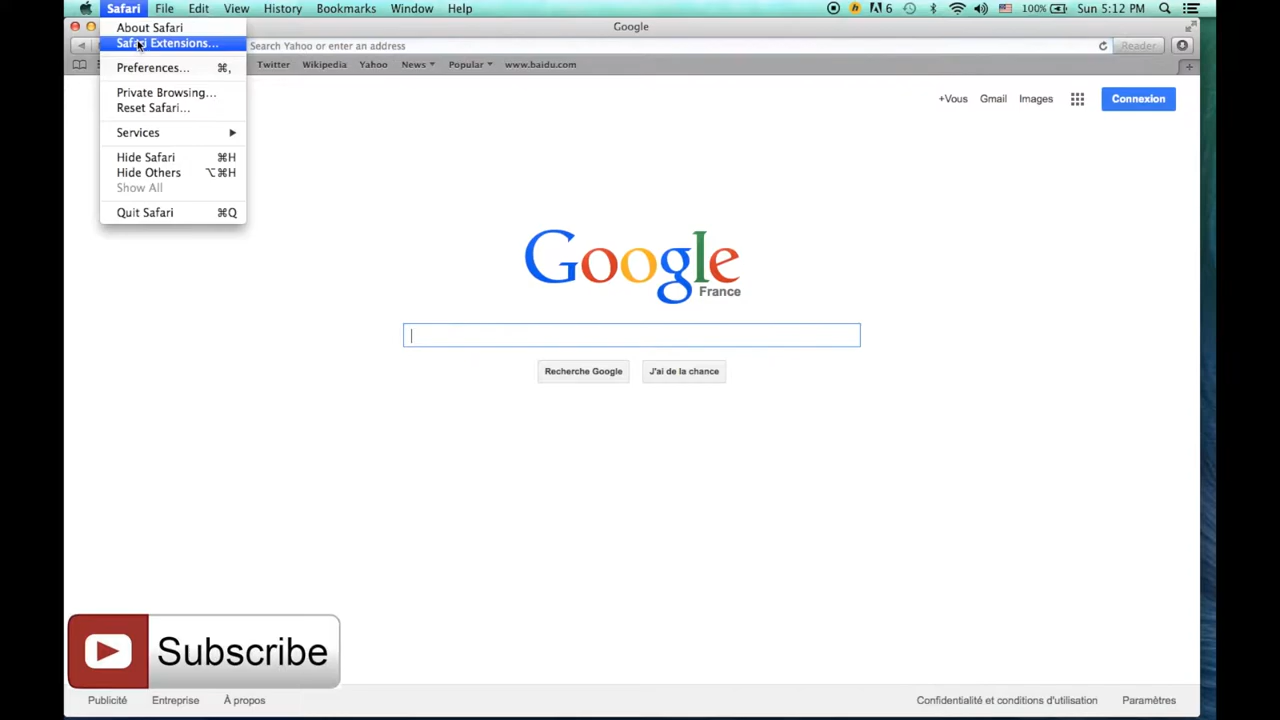 Safari File Edit View History Bookmarks Window Help 6 100% Sun 5:12 PM
About Safari
Safari Extensions...
Preferences... ⌘,
Private Browsing...
Reset Safari...
Services
Hide Safari ⌘H
Hide Others ⌥⌘H
Show All
Quit Safari ⌘Q
Google
Search Yahoo or enter an address Reader
Twitter Wikipedia Yahoo News Popular www.baidu.com
+Vous Gmail Images Connexion
Google
France
Recherche Google J'ai de la chance
Subscribe
Publicité Entreprise À propos Confidentialité et conditions d'utilisation Paramètres